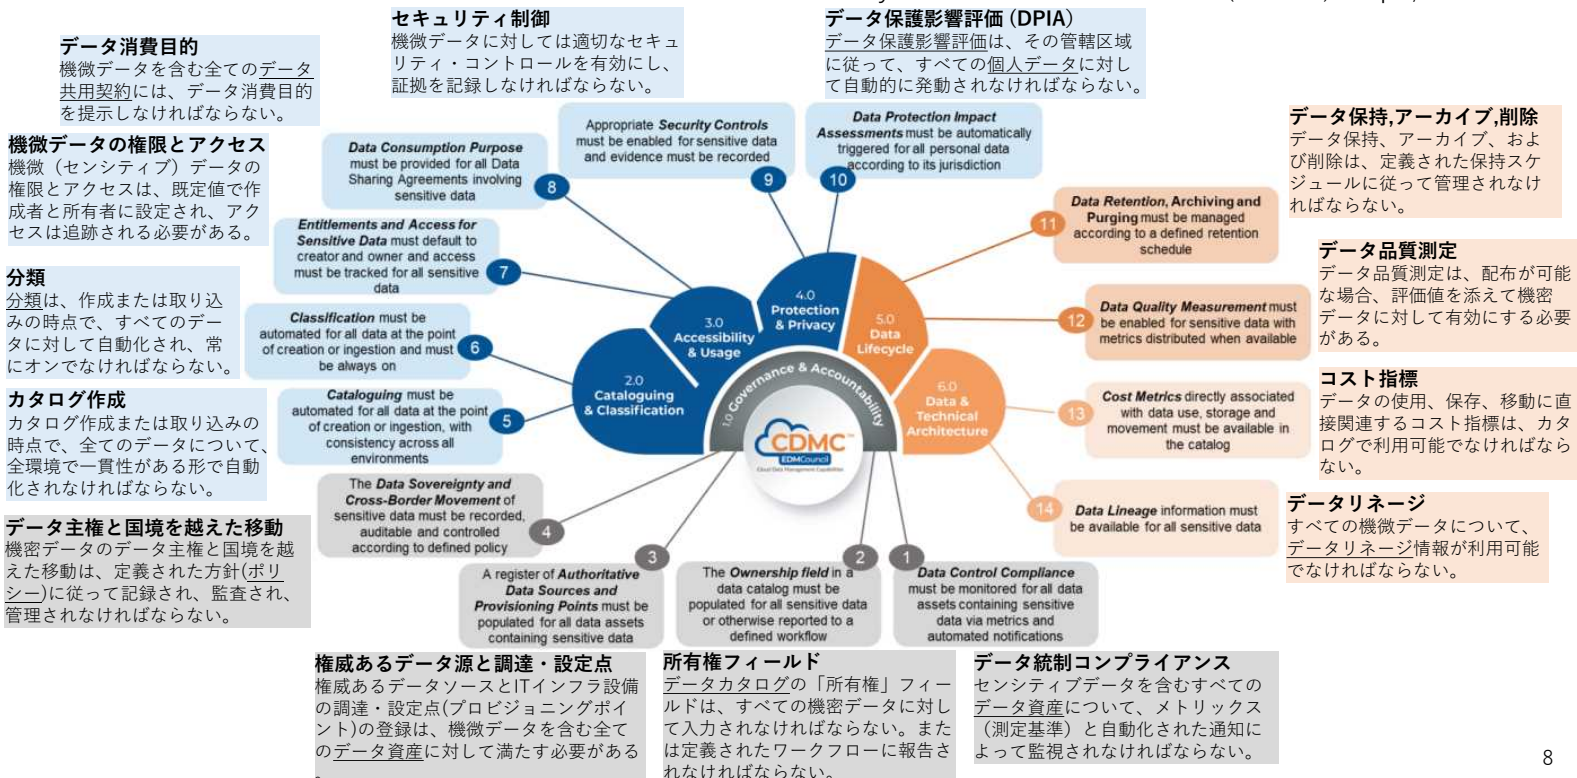 セキュリティ制御
機微データに対しては適切なセキュ
リティ・コントロールを有効にし、
証拠を記録しなければならない。
データ保護影響評価 (DPIA)
データ保護影響評価は、その管轄区域
に従って、すべての個人データに対し
て自動的に発動されなければならない。
データ消費目的
機微データを含む全てのデータ
共用契約には、データ消費目的
を提示しなければならない。
機微データの権限とアクセス
機微（センシティブ）データの
権限とアクセスは、既定値で作
成者と所有者に設定され、アク
セスは追跡される必要がある。
分類
分類は、作成または取り込
みの時点で、すべてのデー
タに対して自動化され、常
にオンでなければならない。
カタログ作成
カタログ作成または取り込みの
時点で、全てのデータについて、
全環境で一貫性がある形で自動
化されなければならない。
データ主権と国境を越えた移動
機密データのデータ主権と国境を越
えた移動は、定義された方針(ポリ
シー)に従って記録され、監査され、
管理されなければならない。
Data Consumption Purpose
must be provided for all Data
Sharing Agreements involving
sensitive data
8
Appropriate Security Controls
must be enabled for sensitive data
and evidence must be recorded
9
Data Protection Impact
Assessments must be automatically
triggered for all personal data
according to its jurisdiction
10
Entitlements and Access for
Sensitive Data must default to
creator and owner and access
must be tracked for all sensitive
data
7
Classification must be
automated for all data at the point
of creation or ingestion and must
be always on
6
Cataloguing must be
automated for all data at the point
of creation or ingestion, with
consistency across all
environments
5
The Data Sovereignty and
Cross-Border Movement of
sensitive data must be recorded,
auditable and controlled
according to defined policy
4
A register of Authoritative
Data Sources and
Provisioning Points must be
populated for all data assets
containing sensitive data
3
The Ownership field in a
data catalog must be
populated for all sensitive data
or otherwise reported to a
defined workflow
2
Data Control Compliance
must be monitored for all data
assets containing sensitive
data via metrics and
automated notifications
1
2.0
Cataloguing
& Classification
3.0
Accessibility
& Usage
4.0
Protection
& Privacy
5.0
Data
Lifecycle
6.0
Data &
Technical
Architecture
1.0 Governance & Accountability
CDMC™
EDMCouncil
Cloud Data Management Capabilities
Data Retention, Archiving and
Purging must be managed
according to a defined retention
schedule
11
Data Quality Measurement must
be enabled for sensitive data with
metrics distributed when available
12
Cost Metrics directly associated
with data use, storage and
movement must be available in
the catalog
13
Data Lineage information must
be available for all sensitive data
14
データ保持,アーカイブ,削除
データ保持、アーカイブ、およ
び削除は、定義された保持スケ
ジュールに従って管理されなけ
ればならない。
データ品質測定
データ品質測定は、配布が可能
な場合、評価値を添えて機密
データに対して有効にする必要
がある。
コスト指標
データの使用、保存、移動に直
接関連するコスト指標は、カタ
ログで利用可能でなければなら
ない。
データリネージ
すべての機微データについて、
データリネージ情報が利用可能
でなければならない。
権威あるデータ源と調達・設定点
権威あるデータソースとITインフラ設備
の調達・設定点(プロビジョニングポイ
ント)の登録は、機微データを含む全て
のデータ資産に対して満たす必要がある
。
所有権フィールド
データカタログの「所有権」フィー
ルドは、すべての機密データに対し
て入力されなければならない。また
は定義されたワークフローに報告さ
れなければならない。
データ統制コンプライアンス
センシティブデータを含むすべての
データ資産について、メトリックス
（測定基準）と自動化された通知に
よって監視されなければならない。
8